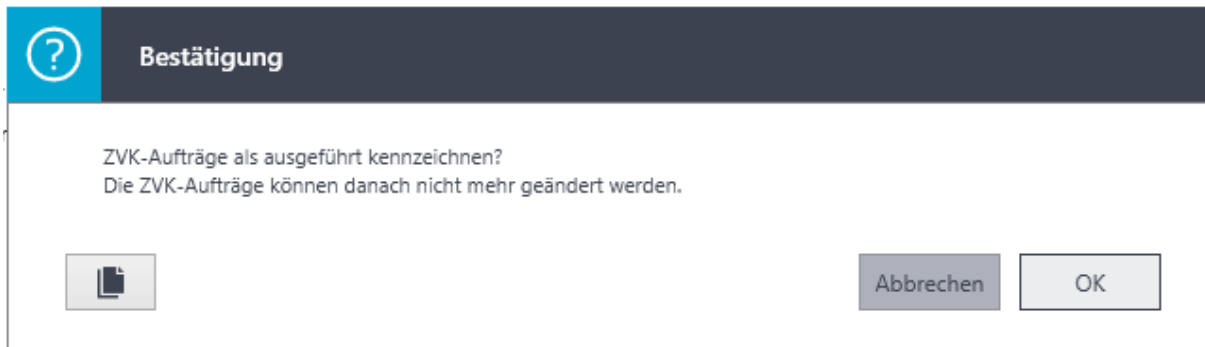 Bestätigung
ZVK-Aufträge als ausgeführt kennzeichnen?
Die ZVK-Aufträge können danach nicht mehr geändert werden.
Abbrechen
OK